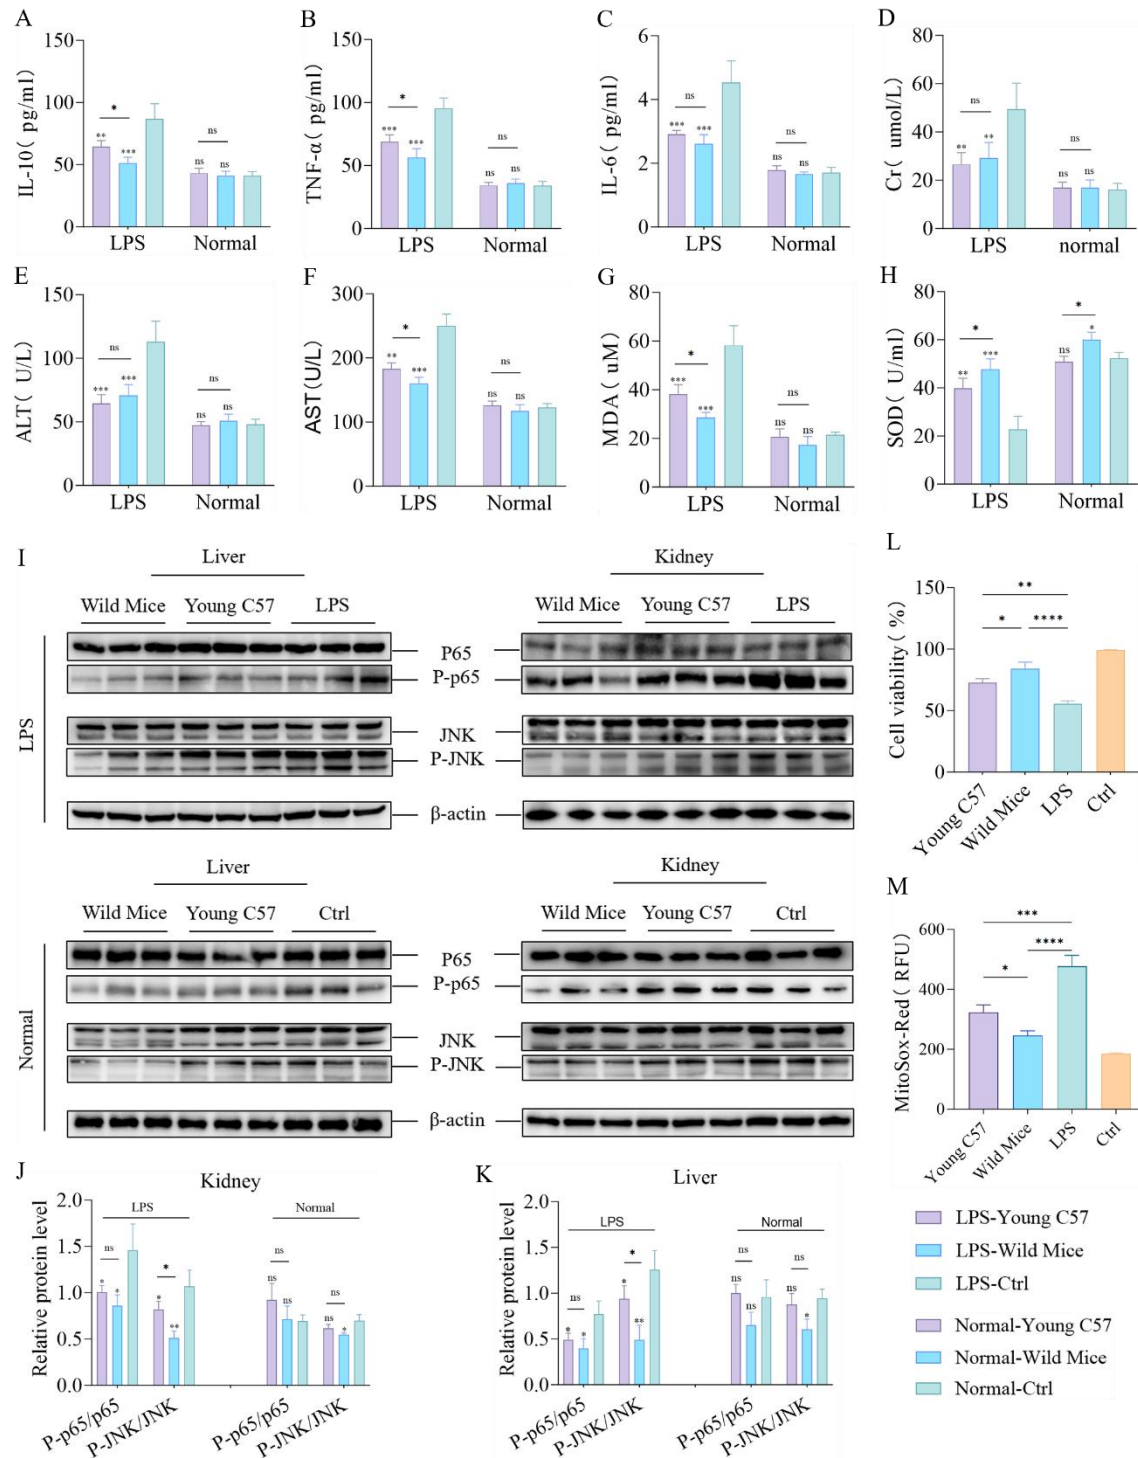 A
IL-10( pg/ml)
150
100
50
0
**
*
***
ns
ns
ns
LPS
Normal
B
TNF-α( pg/ml)
150
100
50
0
***
*
***
ns
ns
ns
LPS
Normal
C
IL-6( pg/ml)
6
4
2
0
ns
***
***
ns
ns
ns
LPS
Normal
D
Cr( umol/L)
80
60
40
20
0
ns
**
**
ns
ns
ns
LPS
normal
E
ALT( U/L)
150
100
50
0
ns
***
***
ns
ns
ns
LPS
Normal
F
AST(U/L)
300
200
100
0
*
**
***
ns
ns
ns
LPS
Normal
G
MDA( uM)
80
60
40
20
0
*
***
***
ns
ns
ns
LPS
Normal
H
SOD( U/ml)
80
60
40
20
0
*
**
***
*
ns
*
LPS
Normal
I
Liver
Kidney
Wild Mice Young C57 LPS
Wild Mice Young C57 LPS
LPS
P65
P-p65
JNK
P-JNK
β-actin
Liver
Kidney
Wild Mice Young C57 Ctrl
Wild Mice Young C57 Ctrl
Normal
P65
P-p65
JNK
P-JNK
β-actin
L
Cell viability( %)
150
100
50
0
**
* ****
Young C57
Wild Mice
LPS
Ctrl
M
MitoSox-Red( RFU)
600
400
200
0
***
****
*
Young C57
Wild Mice
LPS
Ctrl
J
Kidney
Relative protein level
2.0
1.5
1.0
0.5
0.0
LPS
Normal
ns
*
*
*
*
**
ns
ns
ns
ns
ns
*
P-p65/p65
P-JNK/JNK
P-p65/p65
P-JNK/JNK
K
Liver
Relative protein level
2.0
1.5
1.0
0.5
0.0
LPS
Normal
ns
*
*
*
*
**
ns
ns
ns
ns
ns
*
P-p65/p65
P-JNK/JNK
P-p65/p65
P-JNK/JNK
LPS-Young C57
LPS-Wild Mice
LPS-Ctrl
Normal-Young C57
Normal-Wild Mice
Normal-Ctrl